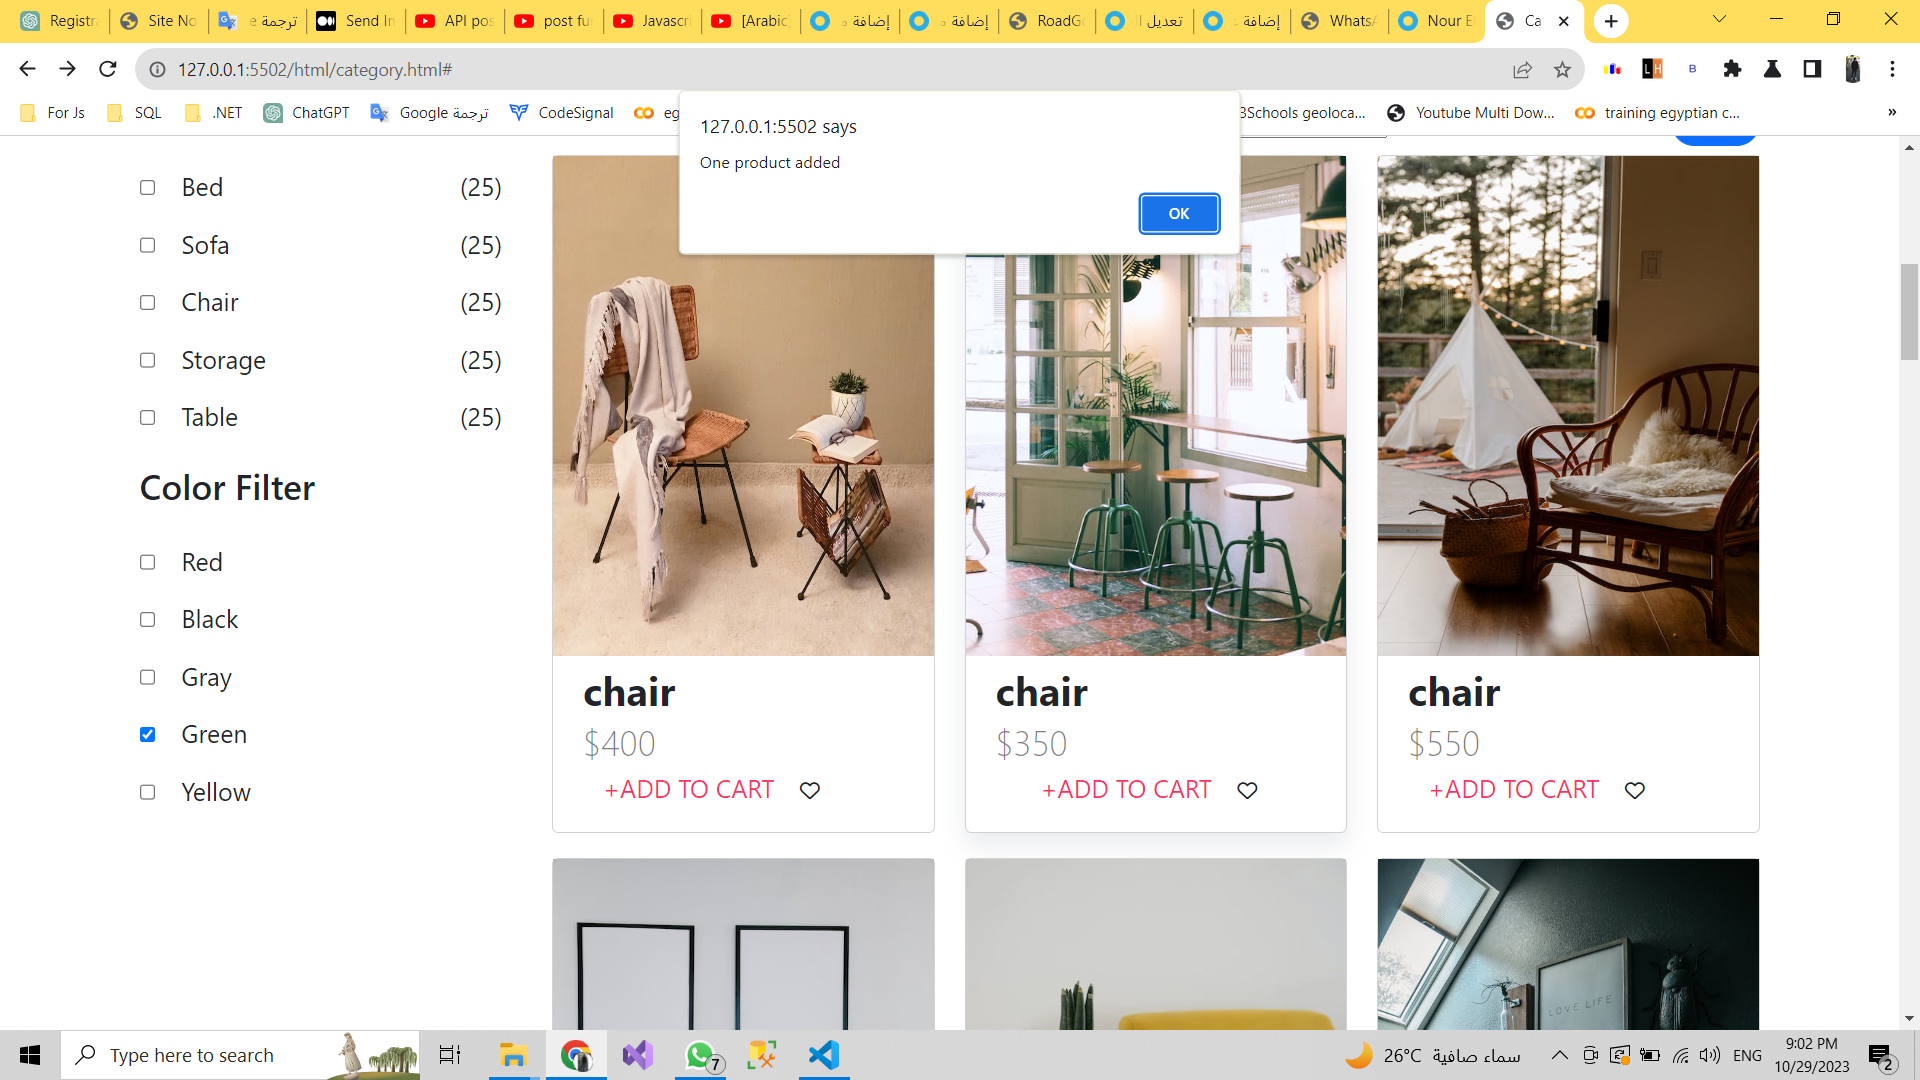 Registra
Site No
ترجمة e
Send In
API pos
post fu
Javascri
[Arabic]
إضافة م
إضافة م
RoadGo
تعديل ال
إضافة ع
WhatsA
Nour E
Ca
127.0.0.1:5502/html/category.html#
For Js
SQL
.NET
ChatGPT
ترجمة Google
CodeSignal
eg
3Schools geoloca...
Youtube Multi Dow...
training egyptian c...
»
127.0.0.1:5502 says
One product added
OK
Bed (25)
Sofa (25)
Chair (25)
Storage (25)
Table (25)
Color Filter
Red
Black
Gray
Green
Yellow
chair
$400
+ADD TO CART
chair
$350
+ADD TO CART
chair
$550
+ADD TO CART
LOVE LIFE
Type here to search
7
26°C سماء صافية
ENG
9:02 PM
10/29/2023
2